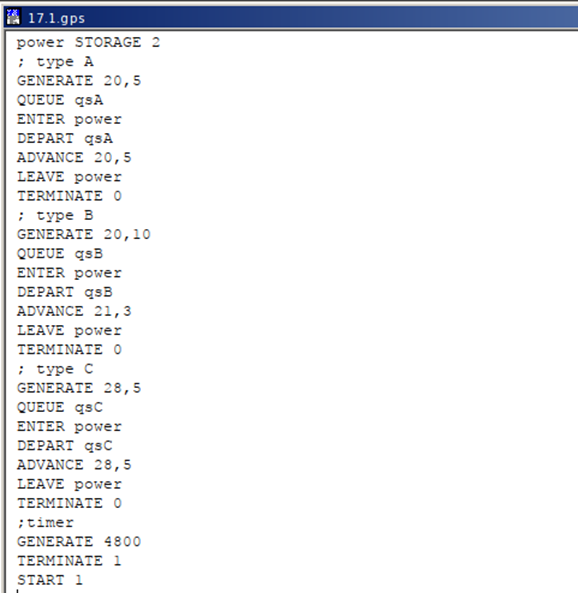 17.1.gps
power STORAGE 2
; type A
GENERATE 20,5
QUEUE qsA
ENTER power
DEPART qsA
ADVANCE 20,5
LEAVE power
TERMINATE 0
; type B
GENERATE 20,10
QUEUE qsB
ENTER power
DEPART qsB
ADVANCE 21,3
LEAVE power
TERMINATE 0
; type C
GENERATE 28,5
QUEUE qsC
ENTER power
DEPART qsC
ADVANCE 28,5
LEAVE power
TERMINATE 0
;timer
GENERATE 4800
TERMINATE 1
START 1